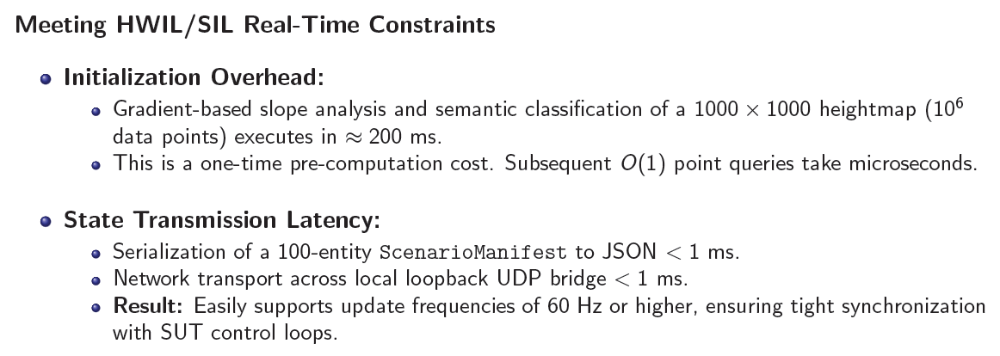 Meeting HWIL/SIL Real-Time Constraints
Initialization Overhead:
Gradient-based slope analysis and semantic classification of a 1000 × 1000 heightmap (10⁶
data points) executes in ≈ 200 ms.
This is a one-time pre-computation cost. Subsequent O(1) point queries take microseconds.
State Transmission Latency:
Serialization of a 100-entity ScenarioManifest to JSON < 1 ms.
Network transport across local loopback UDP bridge < 1 ms.
Result: Easily supports update frequencies of 60 Hz or higher, ensuring tight synchronization
with SUT control loops.